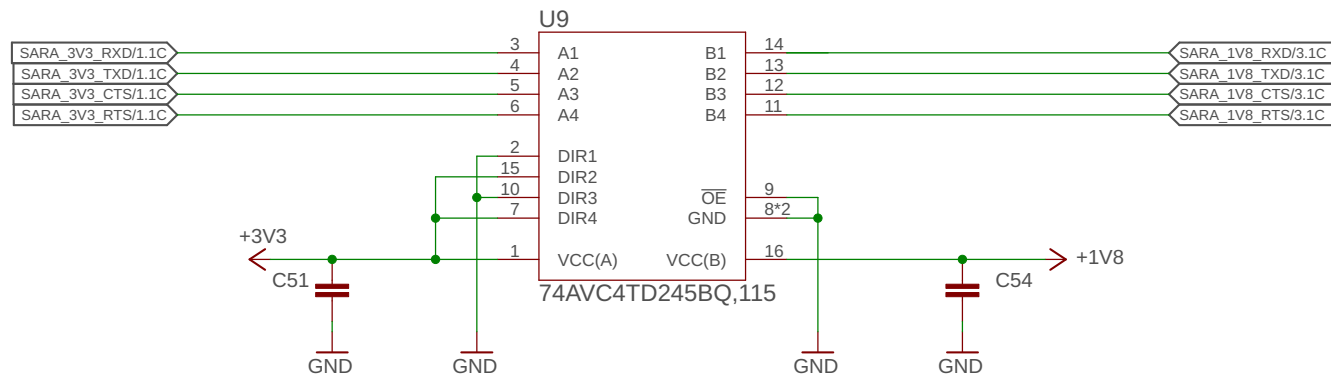 U9
SARA_3V3_RXD/1.1C 3 A1 B1 14 SARA_1V8_RXD/3.1C
SARA_3V3_TXD/1.1C 4 A2 B2 13 SARA_1V8_TXD/3.1C
SARA_3V3_CTS/1.1C 5 A3 B3 12 SARA_1V8_CTS/3.1C
SARA_3V3_RTS/1.1C 6 A4 B4 11 SARA_1V8_RTS/3.1C
2 DIR1
15 DIR2
10 DIR3 OE 9
7 DIR4 GND 8*2
+3V3 1 VCC(A) VCC(B) 16 +1V8
C51 C54
74AVC4TD245BQ,115
GND GND GND GND